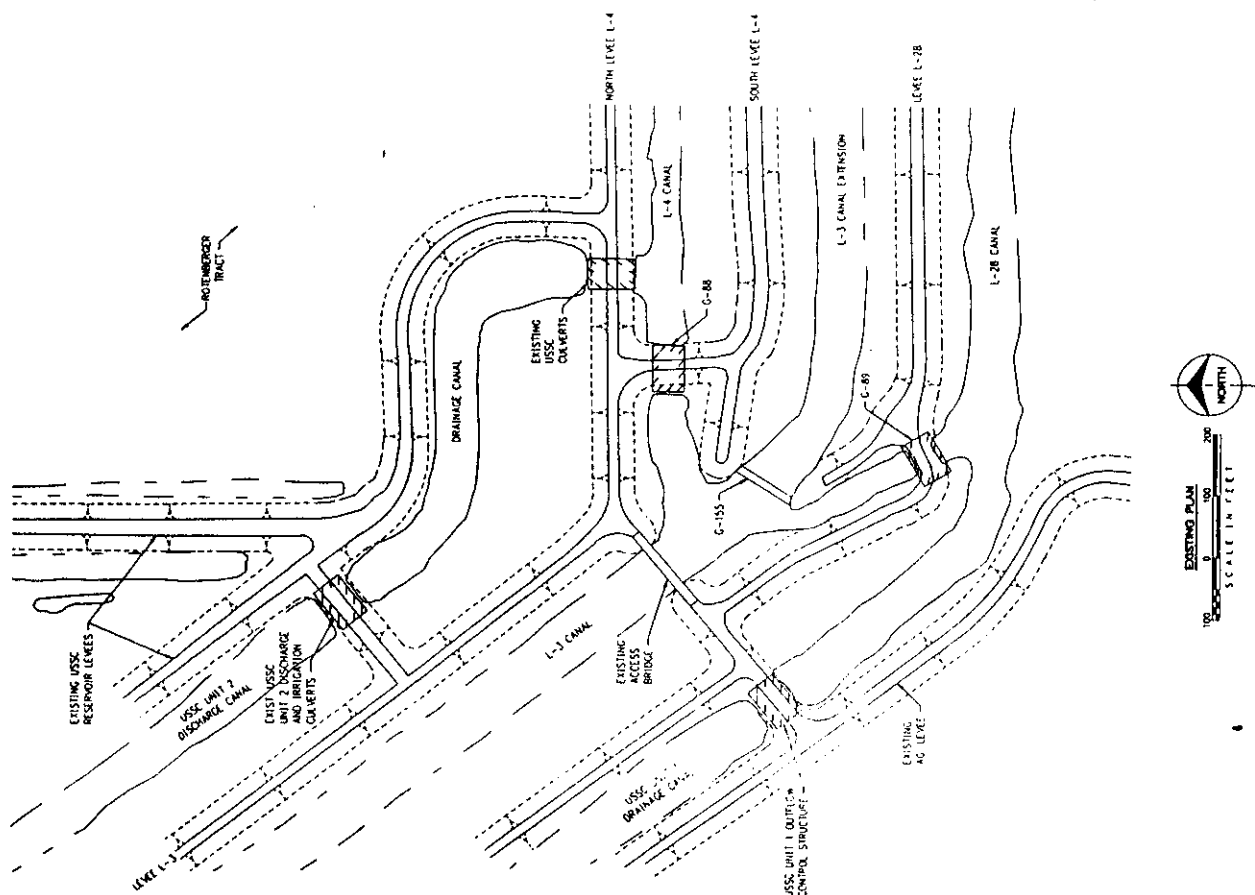 NORTH LEVEE L-4
SOUTH LEVEE L-4
LEVEE L-28
ROTENBERGER
TRACT
L-4 CANAL
L-3 CANAL EXTENSION
L-28 CANAL
EXISTING
USSC
CULVERTS
G-88
DRAINAGE CANAL
G-89
G-155
EXISTING USSC
RESERVOIR LEVEES
USSC UNIT 2
DISCHARGE CANAL
EXIST USSC
UNIT 2 DISCHARGE
AND IRRIGATION
CULVERTS
L-3 CANAL
EXISTING
ACCESS
BRIDGE
LEVEE L-3
USSC
DRAINAGE
USSC UNIT 1 OUTFLOW
CONTROL STRUCTURE
EXISTING
AG LEVEE
NORTH
EXISTING PLAN
100 0 100 200
SCALE IN FEET